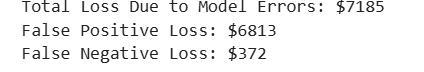 Total Loss Due to Model Errors: $7185
False Positive Loss: $6813
False Negative Loss: $372